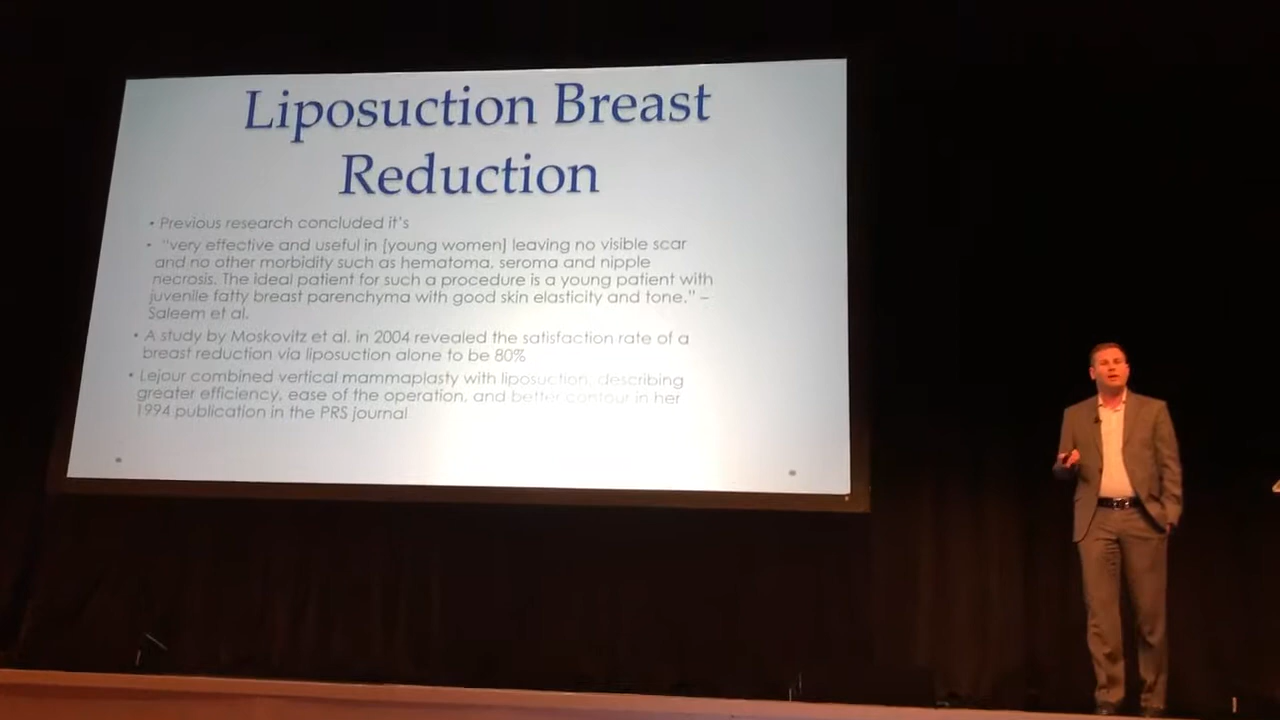 Liposuction Breast
Reduction
• Previous research concluded it's
• "very effective and useful in [young women] leaving no visible scar
and no other morbidity such as hematoma, seroma and nipple
necrosis. The ideal patient for such a procedure is a young patient with
juvenile fatty breast parenchyma with good skin elasticity and tone." –
Saleem et al.
• A study by Moskovitz et al. in 2004 revealed the satisfaction rate of a
breast reduction via liposuction alone to be 80%
• Lejour combined vertical mammaplasty with liposuction, describing
greater efficiency, ease of the operation, and better contour in her
1994 publication in the PRS journal